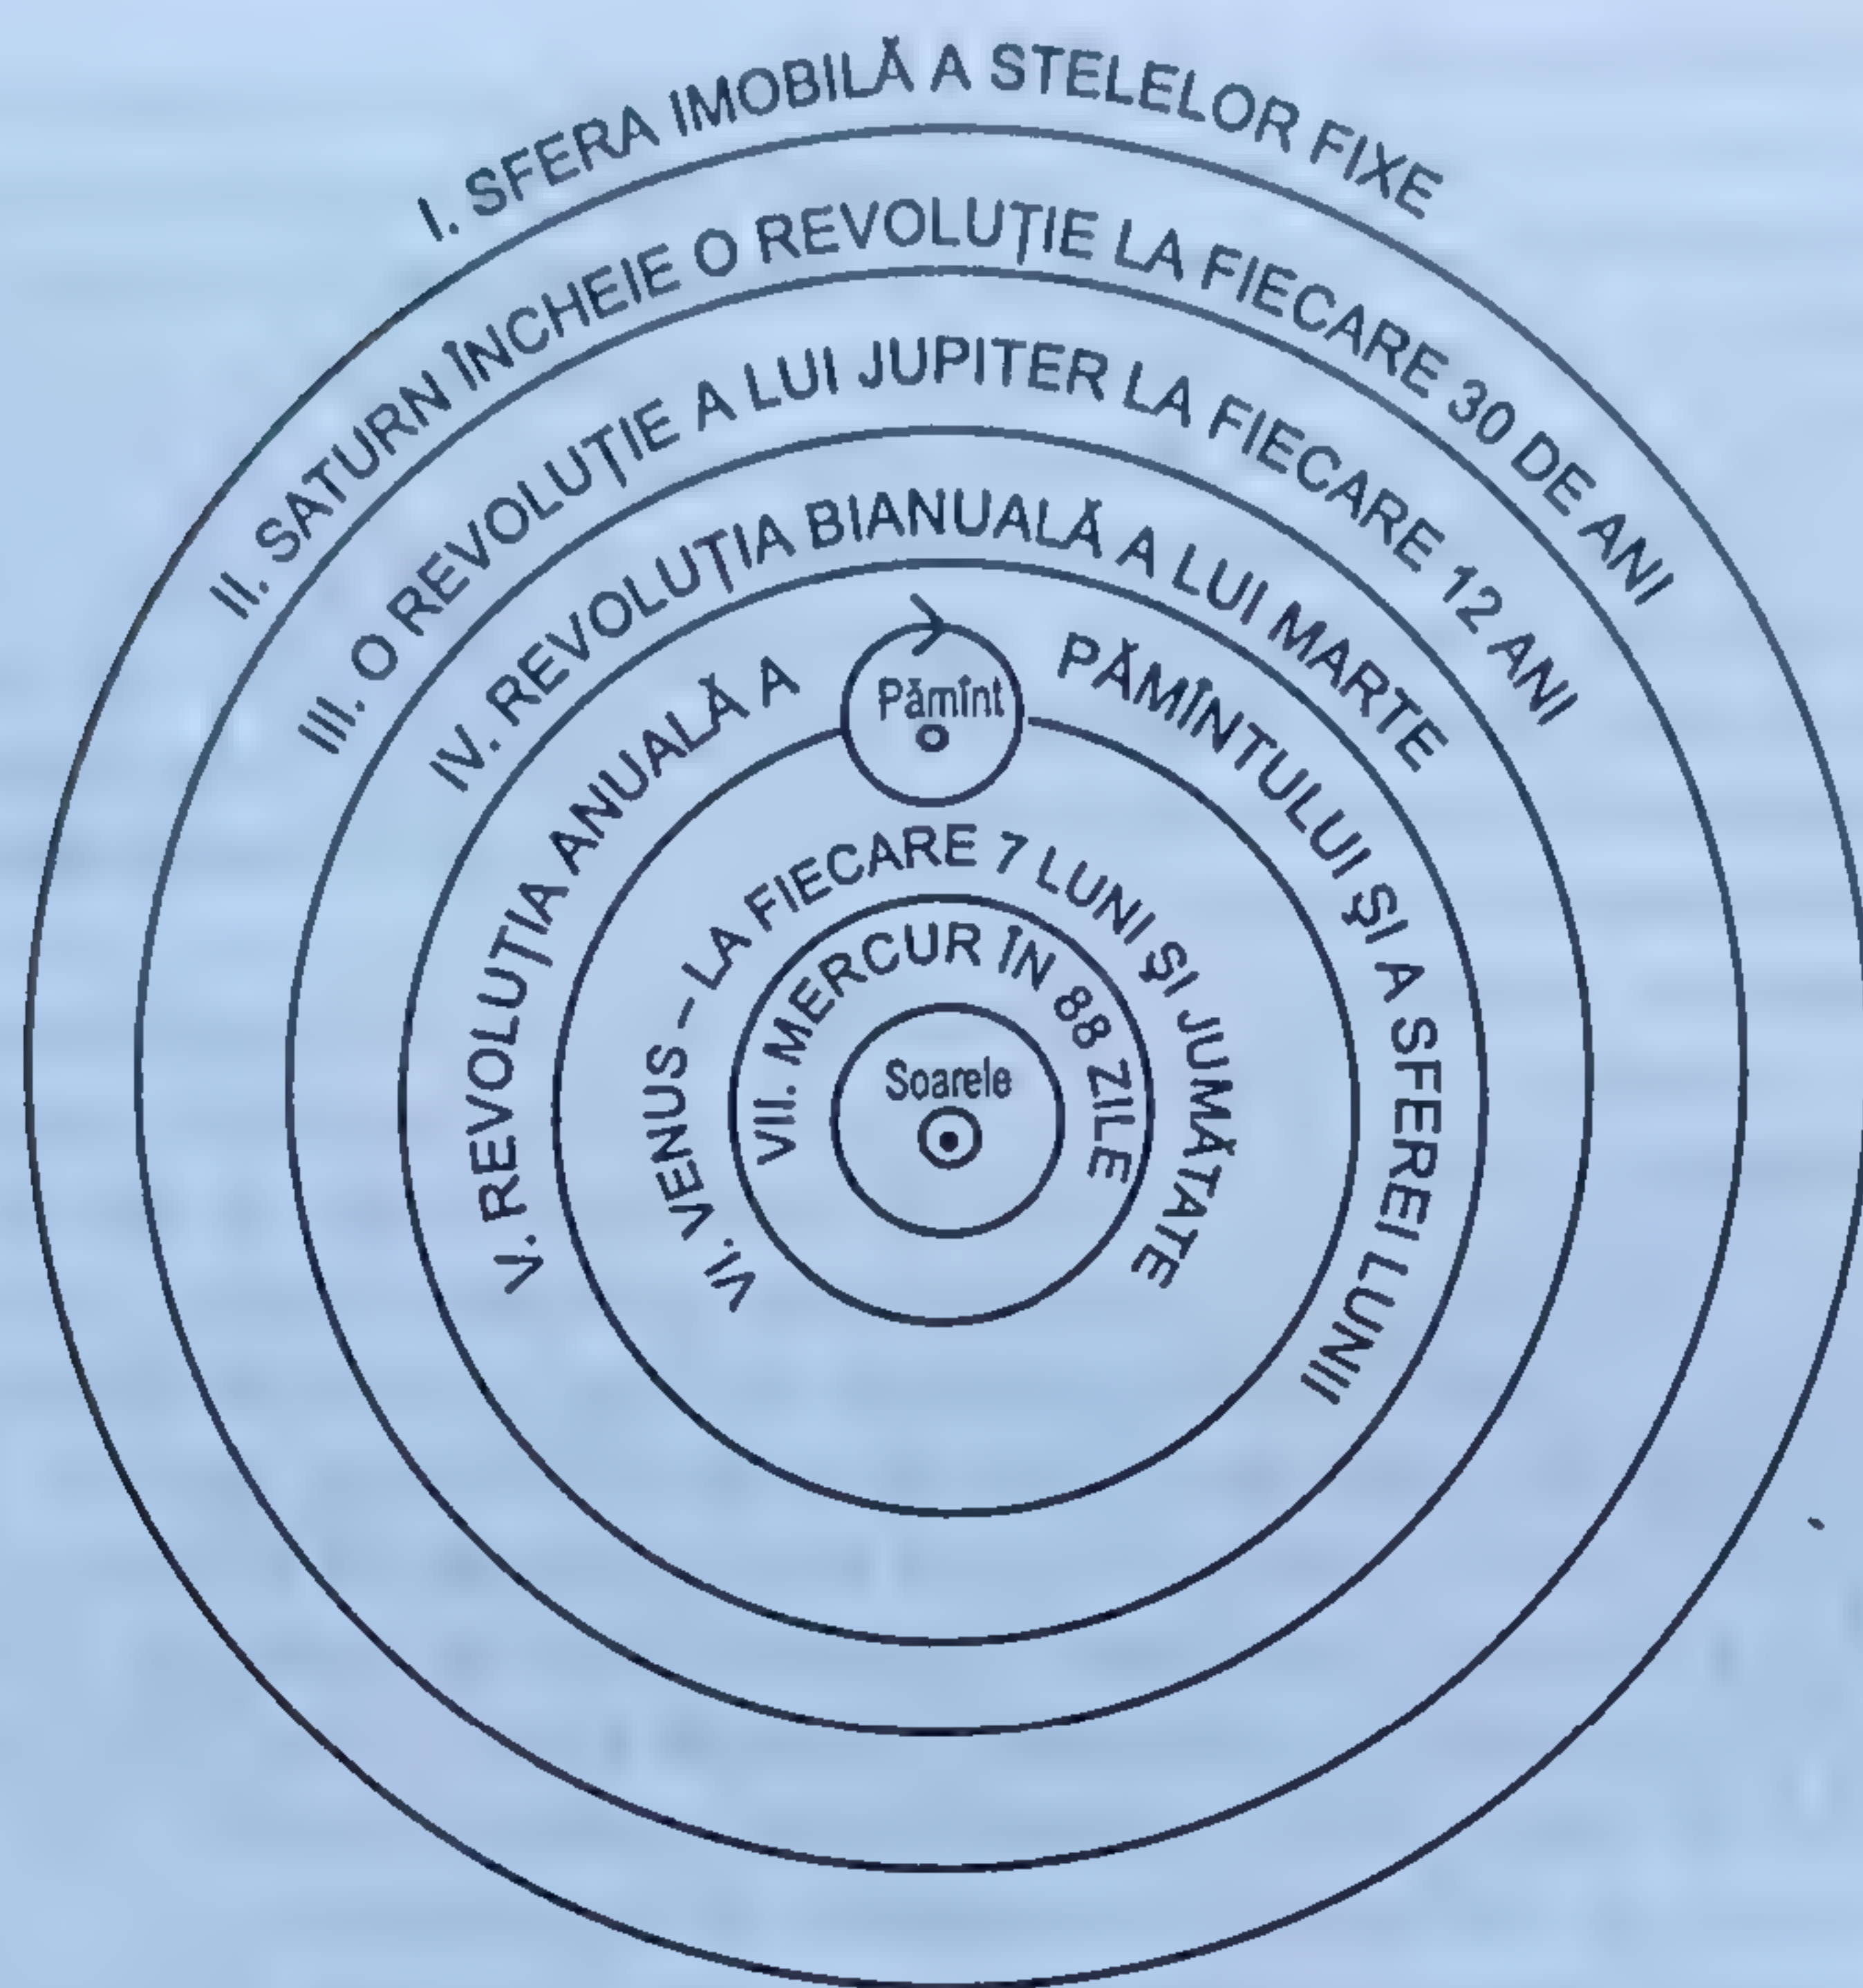 I. SFERA IMOBILĂ A STELELOR FIXE
II. SATURN ÎNCHEIE O REVOLUŢIE LA FIECARE 30 DE ANI
III. O REVOLUŢIE A LUI JUPITER LA FIECARE 12 ANI
IV. REVOLUŢIA BIANUALĂ A LUI MARTE
V. REVOLUŢIA ANUALĂ A PĂMÎNTULUI ŞI A SFEREI LUNII
Pămînt
VI. VENUS – LA FIECARE 7 LUNI ŞI JUMĂTATE
VII. MERCUR ÎN 88 ZILE
Soarele